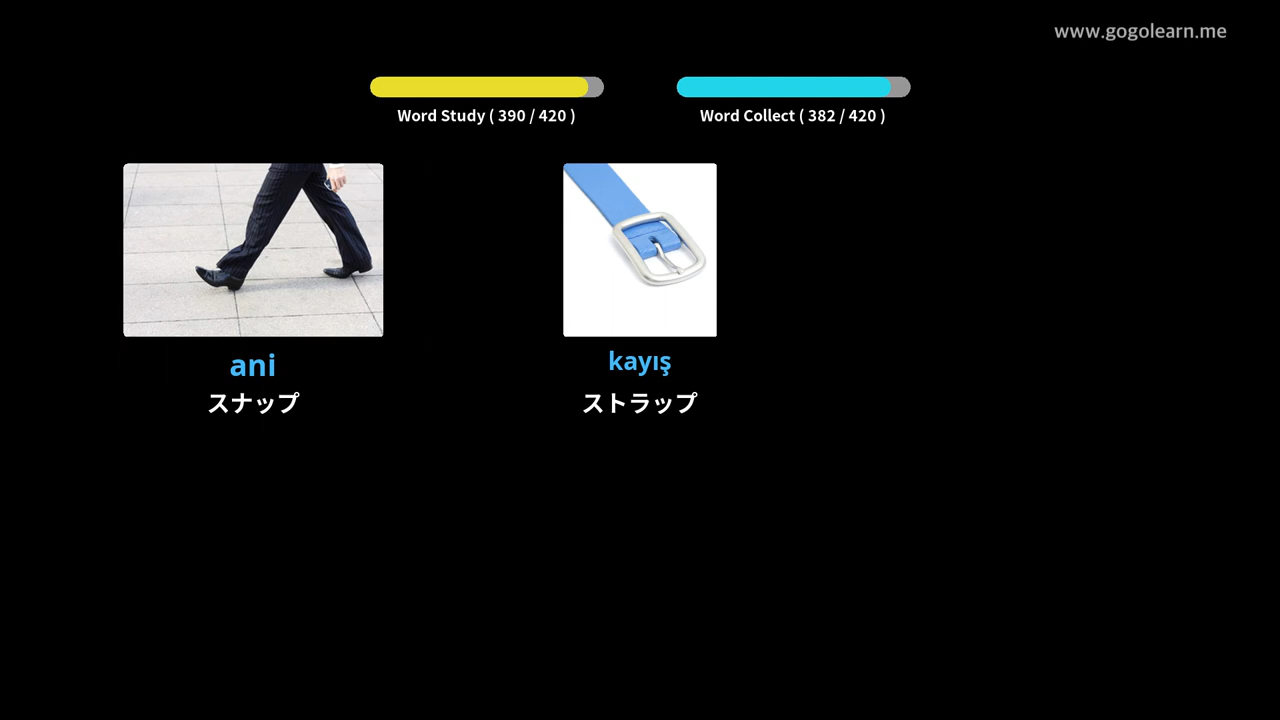 www.gogolearn.me
Word Study ( 390 / 420 )
Word Collect ( 382 / 420 )
ani
スナップ
kayış
ストラップ